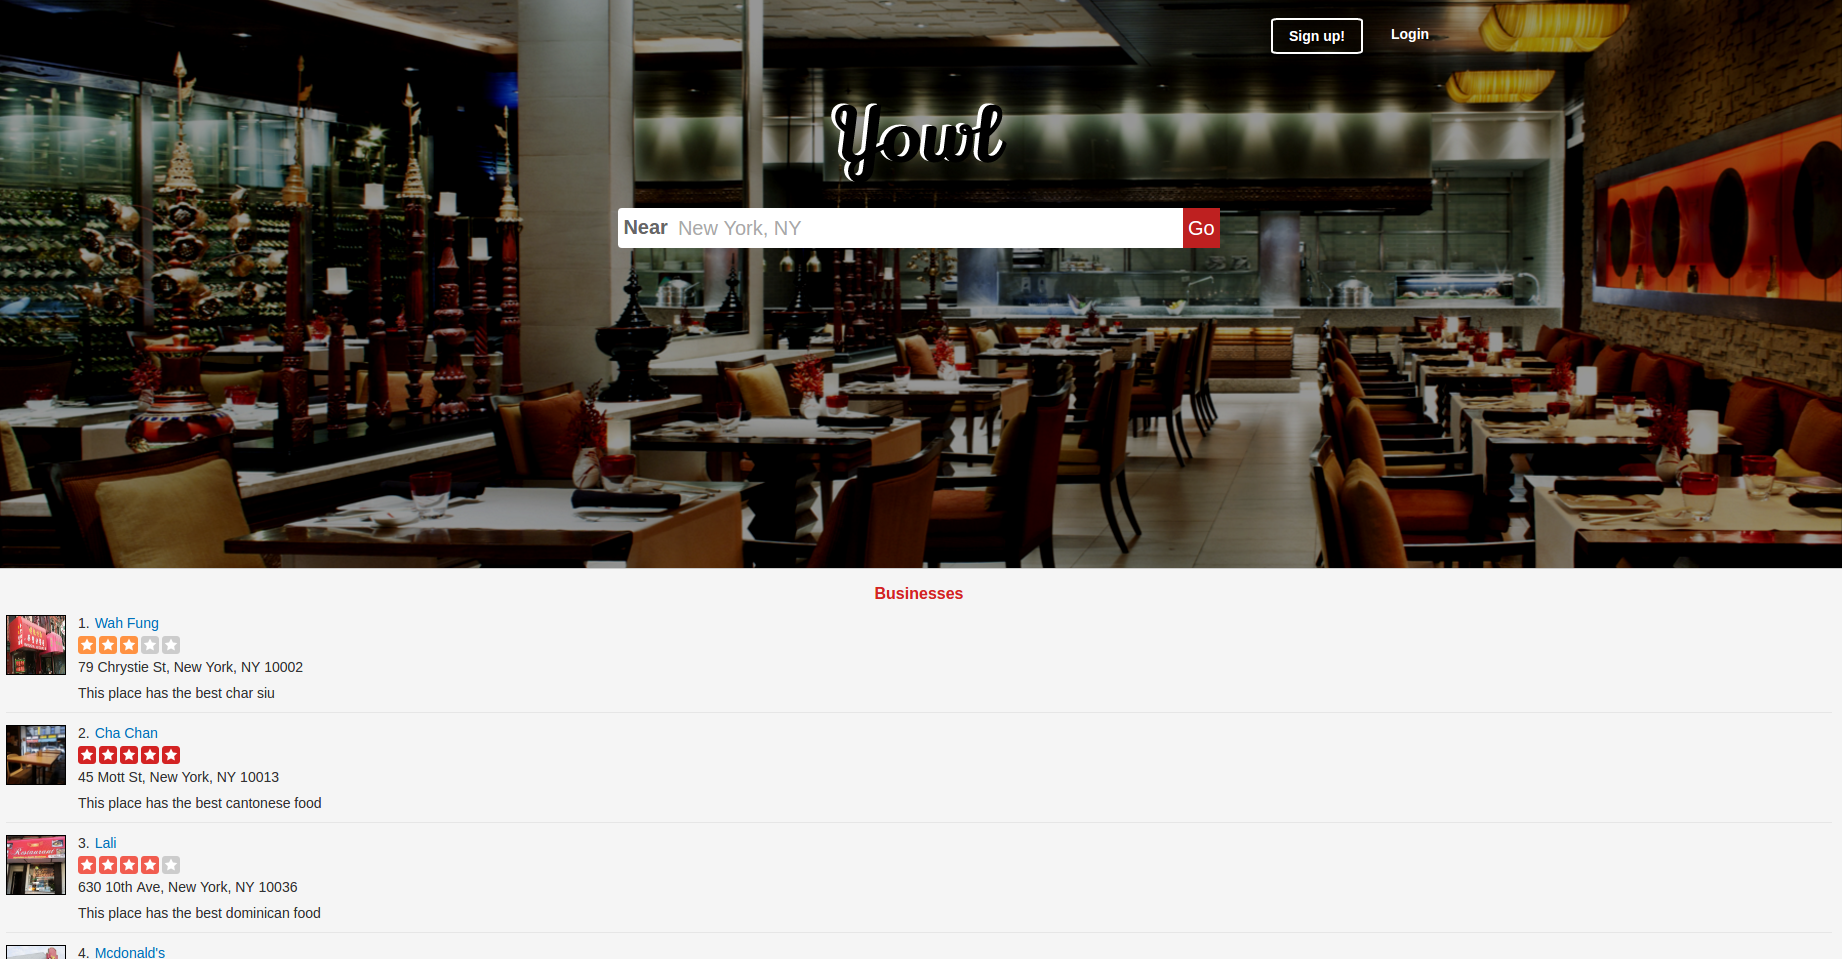 Sign up!
Login
Yowl
Near New York, NY
Go
Businesses
1. Wah Fung
79 Chrystie St, New York, NY 10002
This place has the best char siu
2. Cha Chan
45 Mott St, New York, NY 10013
This place has the best cantonese food
3. Lali
Restaurant
630 10th Ave, New York, NY 10036
This place has the best dominican food
4. Mcdonald's